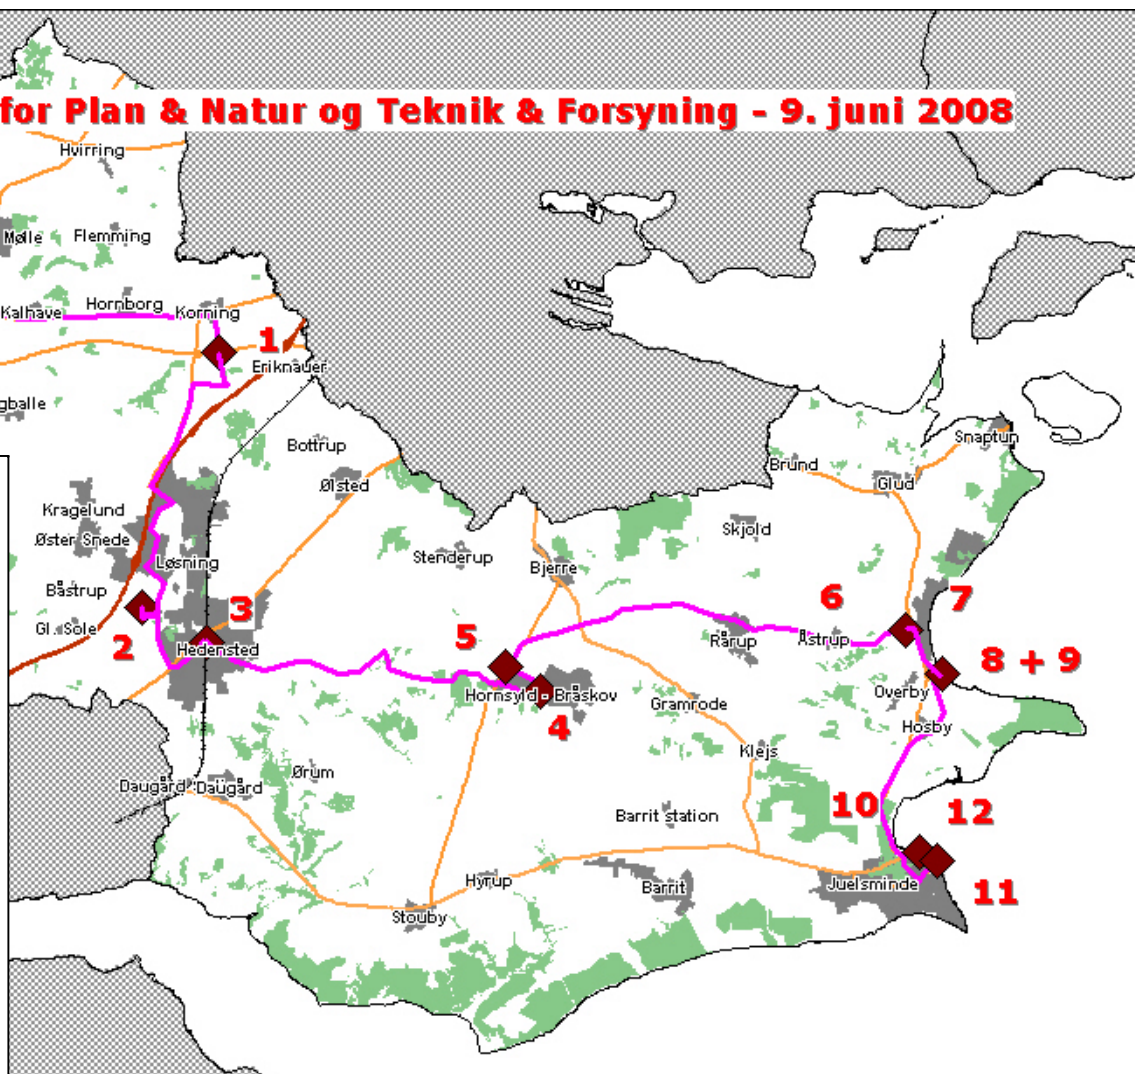 for Plan & Natur og Teknik & Forsyning - 9. juni 2008
Hvirring
Mølle
Flemming
Kalhave
Hornborg
Korning
1
Eriknauer
gballe
Bottrup
Snaptun
Brund
Ølsted
Glud
Kragelund
Skjold
Øster Snede
Stenderup
Løsning
Bjerre
Båstrup
6
7
3
Gl. Sole
2
Hedensted
5
Rårup
Åstrup
8 + 9
Hornsyld - Bråskov
Overby
4
Gramrode
Hosby
Klejs
Ørum
Daugård
Daugård
Barrit station
10
12
Hyrup
Barrit
Juelsminde
11
Stouby